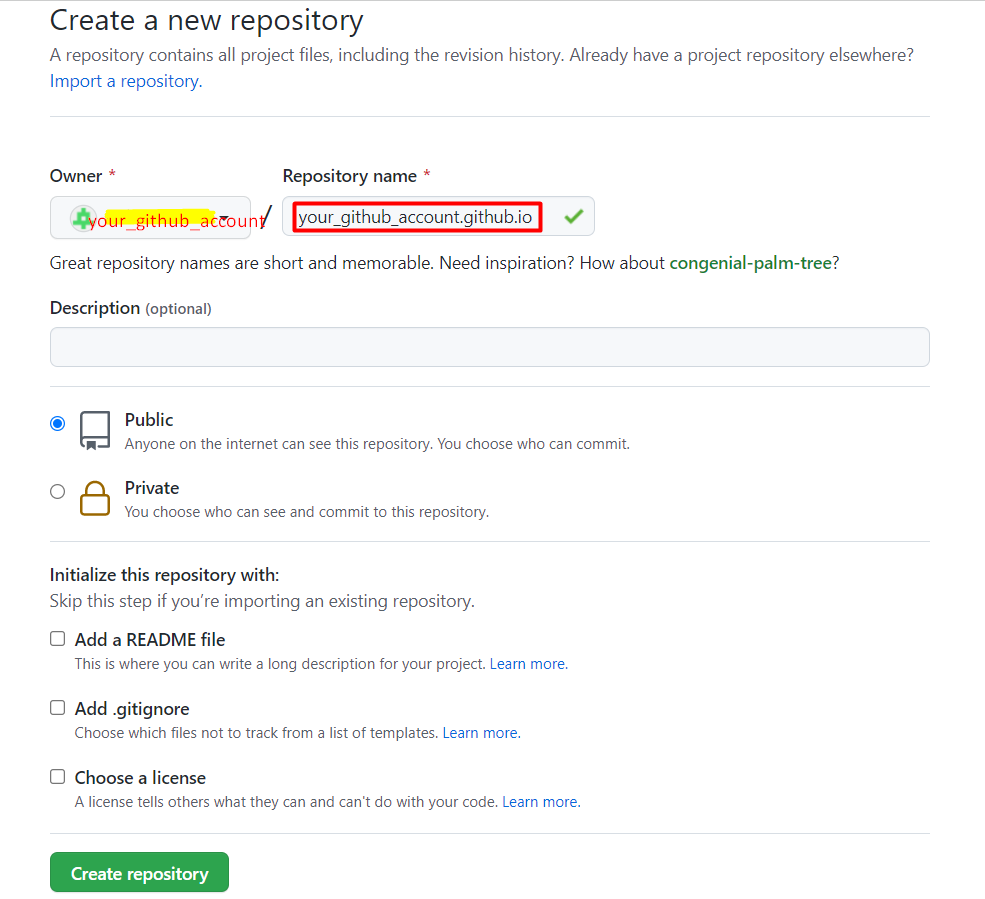 Create a new repository
A repository contains all project files, including the revision history. Already have a project repository elsewhere?
Import a repository.
Owner * Repository name *
your_github_account / your_github_account.github.io
Great repository names are short and memorable. Need inspiration? How about congenial-palm-tree?
Description (optional)
Public
Anyone on the internet can see this repository. You choose who can commit.
Private
You choose who can see and commit to this repository.
Initialize this repository with:
Skip this step if you’re importing an existing repository.
Add a README file
This is where you can write a long description for your project. Learn more.
Add .gitignore
Choose which files not to track from a list of templates. Learn more.
Choose a license
A license tells others what they can and can't do with your code. Learn more.
Create repository